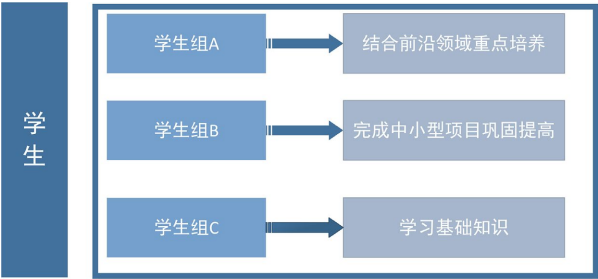 学生
学生组A
结合前沿领域重点培养
学生组B
完成中小型项目巩固提高
学生组C
学习基础知识